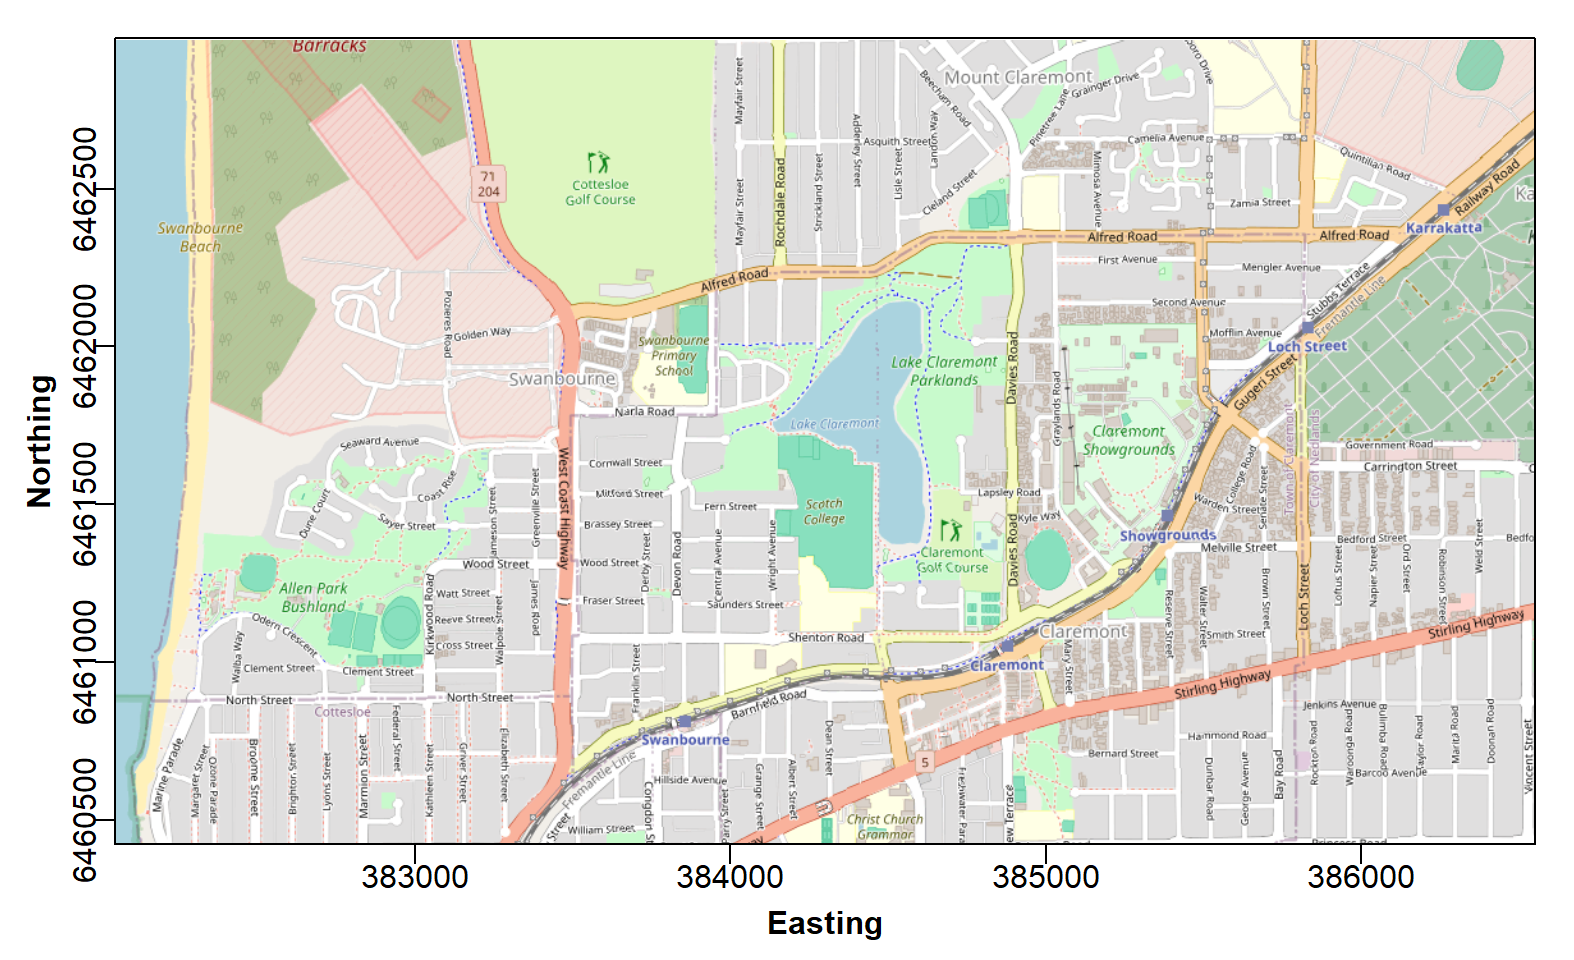 Barracks
Mount Claremont
Grainger Drive
Pinetree Lane
Beecham Road
Mayfair Street
Adderley Street
Asquith Street
Camelia Avenue
Quintilian Road
71
204
Cottesloe
Golf Course
Rochdale Road
Strickland Street
Lisle Street
Mayfair Street
Cleland Street
Mimosa Avenue
Zamia Street
Railway Road
Karrakatta
Swanbourne
Beach
Alfred Road
Alfred Road
Alfred Road
First Avenue
Mengler Avenue
Stubbs Terrace
Fremantle Line
Second Avenue
Mofflin Avenue
Loch Street
Pozieres Road
Golden Way
Swanbourne
Primary
School
Swanbourne
Lake Claremont
Parklands
Davies Road
Graylands Road
Gugeri Street
Narla Road
Lake Claremont
Claremont
Showgrounds
Town of Claremont
City of Nedlands
Government Road
Carrington Street
Seaward Avenue
West Coast Highway
Cornwall Street
Coast Rise
Dune Court
Sayer Street
Jameson Street
Grenville Street
Mitford Street
Fern Street
Scotch
College
Lapsley Road
Kyle Way
College Road
Warden Street
Servetus Street
Brassey Street
Showgrounds
Bedford Street
Melville Street
Wood Street
Wood Street
Derby Street
Devon Road
Central Avenue
Wright Avenue
Claremont
Golf Course
Davies Road
Loftus Street
Napier Street
Ord Street
Robinson Street
Weld Street
Allen Park
Bushland
Kirkwood Road
Watt Street
Reeve Street
Cross Street
Walpole Street
Fraser Street
Saunders Street
Reserve Street
Walter Street
Brown Street
Loch Street
Odern Crescent
Walba Way
Clement Street
Clement Street
Shenton Road
Claremont
Claremont
Smith Street
Stirling Highway
Stirling Highway
Mary Street
Franklin Street
North Street
North Street
Cottesloe
Barnfield Road
Swanbourne
Fremantle Line
Jenkins Avenue
Hammond Road
Bernard Street
Marine Parade
Margaret Street
Ozone Parade
Broome Street
Brighton Street
Lyons Street
Marmion Street
Federal Street
Kathleen Street
Griver Street
Elizabeth Street
Hillside Avenue
William Street
Street
Congdon St
Parry Street
Grange Street
Albert Street
Dean Street
5
Christ Church
Grammar
Freshwater Para
ew Terrace
Dunbar Road
George Avenue
Bay Road
Rockton Road
Waroonga Road
Bulimba Road
Taylor Road
Marita Road
Doonan Road
Vincent Street
Barcoo Avenue
Princess Road
6460500
6461000
6461500
6462000
6462500
Northing
383000
384000
385000
386000
Easting